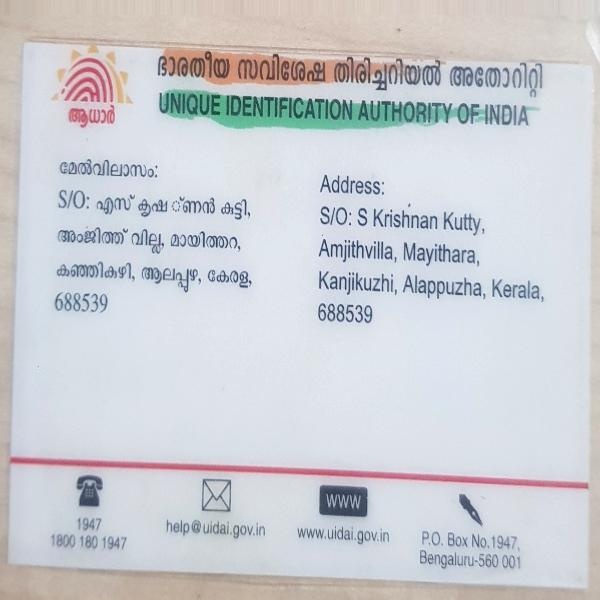 ഭാരതീയ സവിശേഷ തിരിച്ചറിയൽ അതോറിറ്റി
UNIQUE IDENTIFICATION AUTHORITY OF INDIA
ആധാർ
മേൽവിലാസം:
S/O: എസ് കൃഷ ്ണൻ കുട്ടി,
അംജിത്ത് വില്ല, മായിത്തറ,
കഞ്ഞികുഴി, ആലപ്പുഴ, കേരള,
688539
Address:
S/O: S Krishnan Kutty,
Amjithvilla, Mayithara,
Kanjikuzhi, Alappuzha, Kerala,
688539
1947
1800 180 1947
help@uidai.gov.in
WWW
www.uidai.gov.in
P.O. Box No.1947,
Bengaluru-560 001